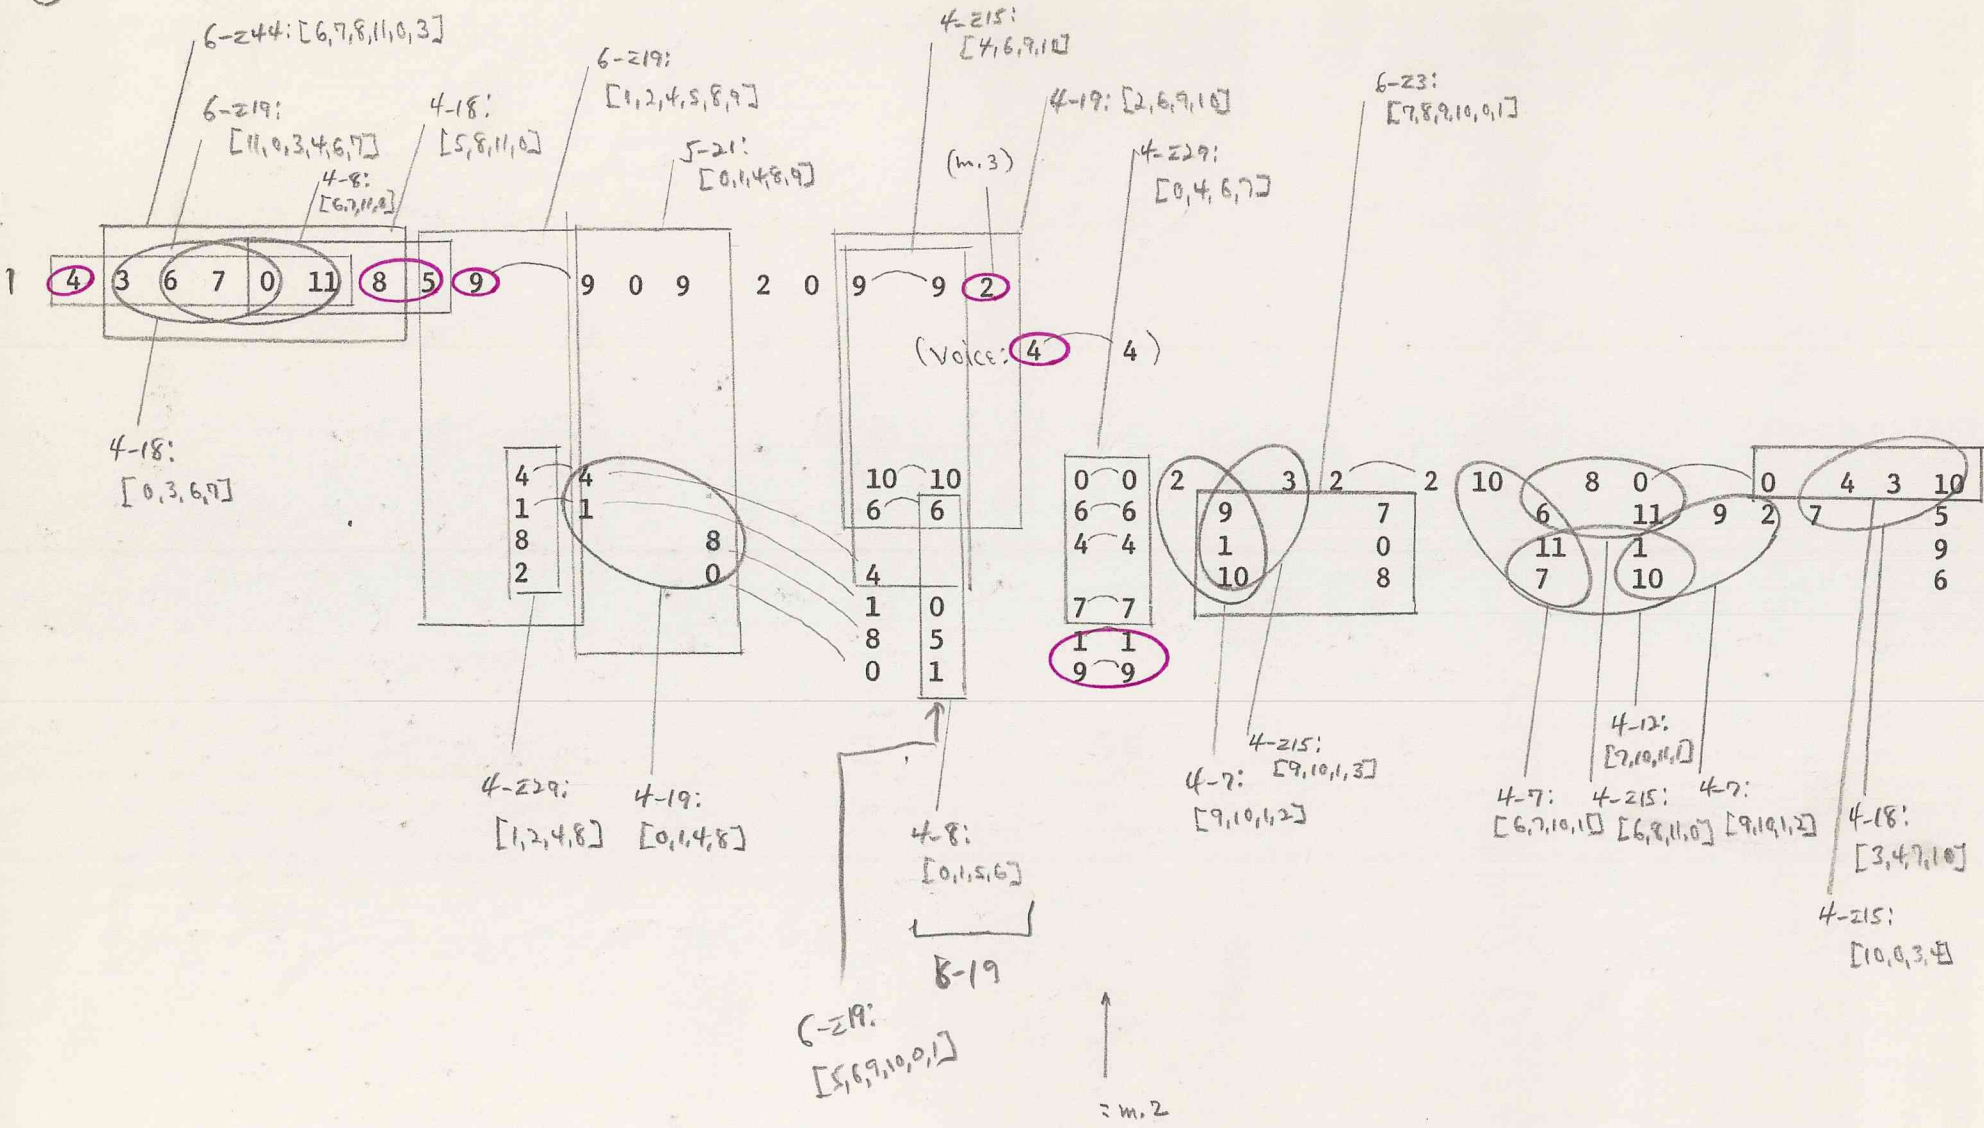 4-z15:
[4,6,9,10]
6-z44: [6,7,8,11,0,3]
6-z19:
[1,2,4,5,8,9]
6-z3:
[7,8,9,10,0,1]
4-19: [2,6,9,10]
6-z19:
[11,0,3,4,6,7]
4-18:
[5,8,11,0]
5-21:
[0,1,4,8,9]
(m.3)
4-z29:
[0,4,6,7]
4-8:
[6,7,11,0]
1 4 3 6 7 0 11 8 5 9 9 0 9 2 0 9 9 2
(Voice: 4 4)
4-18:
[0,3,6,7]
4 4 10 10 0 0 2 3 2 2 10 8 0 0 4 3 10
1 1 6 6 6 6 9 7 6 11 9 2 7 5
8 8 4 4 1 0 11 1 9
2 0 4 10 8 7 10 6
1 0 7 7
8 5 1 1
0 1 9 9
4-12:
[7,10,11,1]
4-z15:
[9,10,1,3]
4-7:
[9,10,1,2]
4-z29:
[1,2,4,8]
4-19:
[0,1,4,8]
4-7:
[6,7,10,11]
4-z15:
[6,8,11,0]
4-7:
[9,10,1,2]
4-18:
[3,4,7,10]
4-8:
[0,1,5,6]
4-z15:
[10,0,3,4]
8-19
6-z19:
[5,6,9,10,0,1]
= m.2